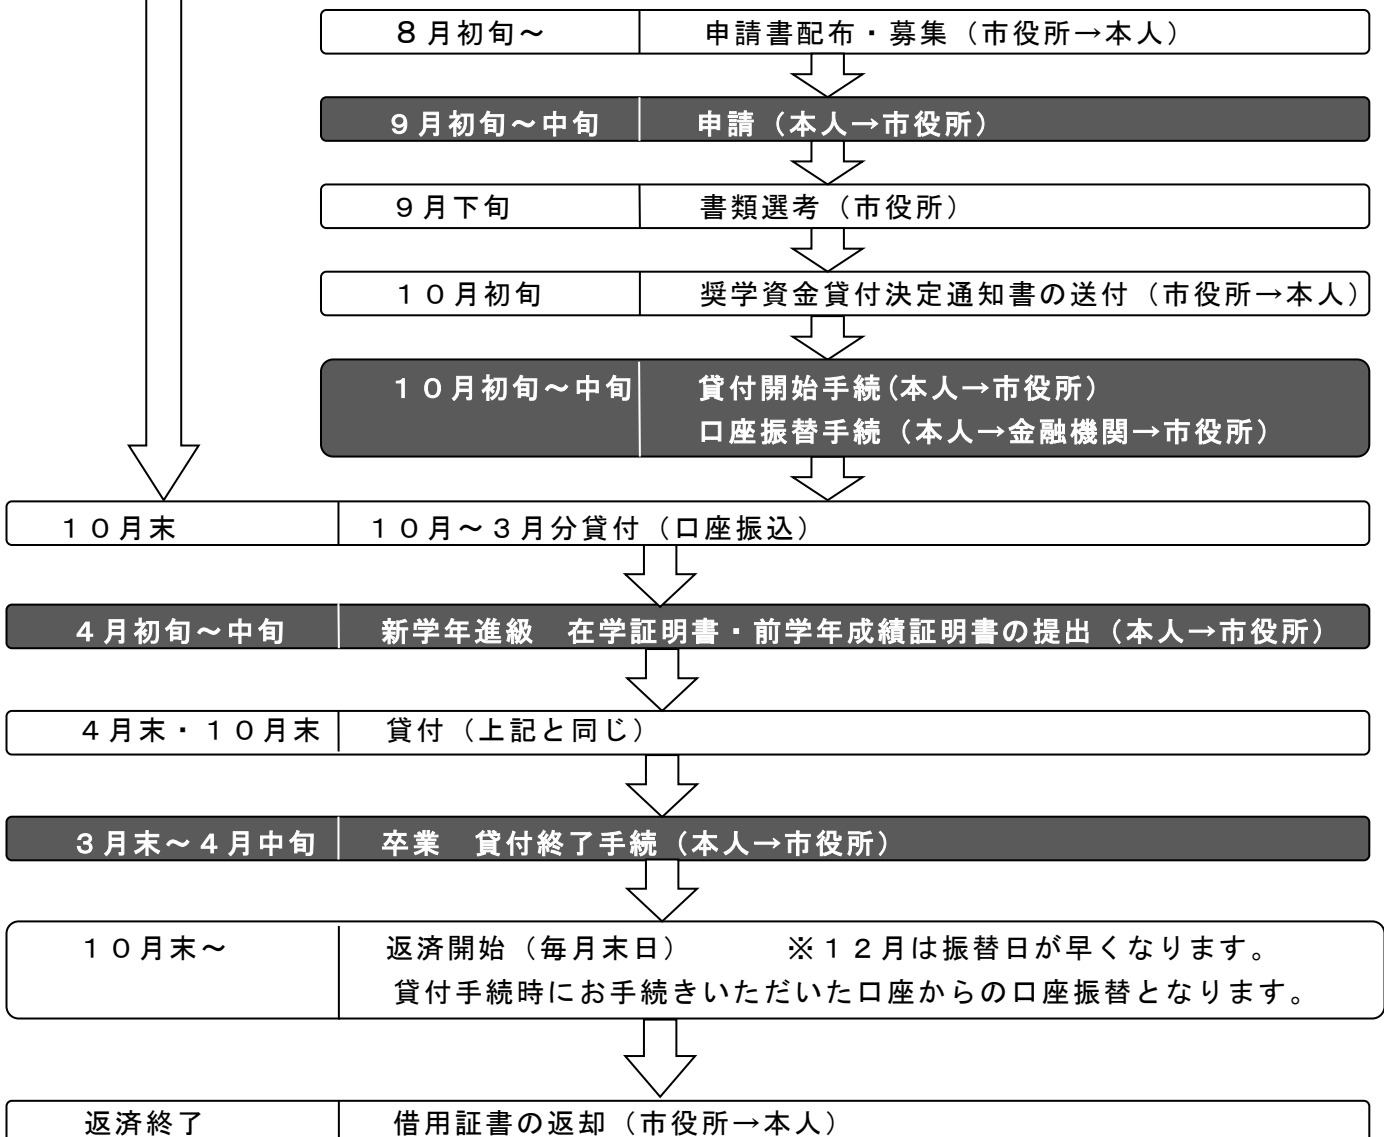 ８月初旬～　申請書配布・募集（市役所→本人）
９月初旬～中旬　申請（本人→市役所）
９月下旬　書類選考（市役所）
１０月初旬　奨学資金貸付決定通知書の送付（市役所→本人）
１０月初旬～中旬　貸付開始手続(本人→市役所）
口座振替手続（本人→金融機関→市役所）
１０月末　１０月～３月分貸付（口座振込）
４月初旬～中旬　新学年進級　在学証明書・前学年成績証明書の提出（本人→市役所）
４月末・１０月末　貸付（上記と同じ）
３月末～４月中旬　卒業　貸付終了手続（本人→市役所）
１０月末～　返済開始（毎月末日）　※１２月は振替日が早くなります。
貸付手続時にお手続きいただいた口座からの口座振替となります。
返済終了　借用証書の返却（市役所→本人）